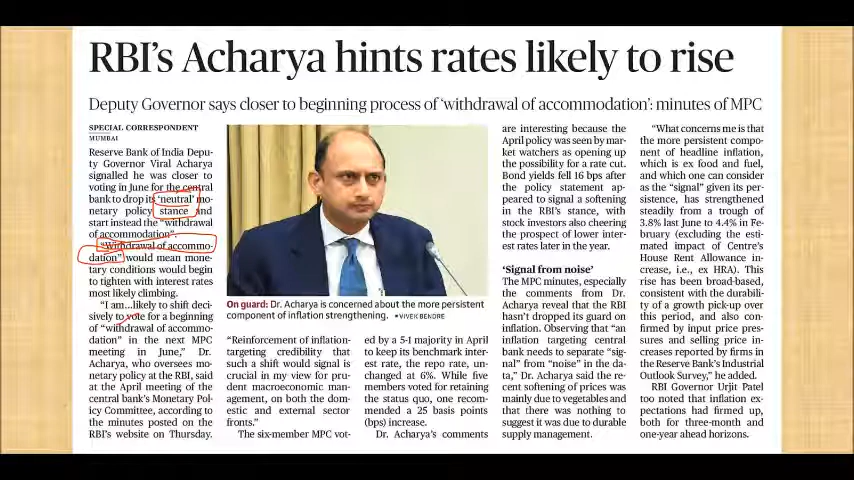 RBI’s Acharya hints rates likely to rise
Deputy Governor says closer to beginning process of ‘withdrawal of accommodation’: minutes of MPC
SPECIAL CORRESPONDENT
MUMBAI
Reserve Bank of India Depu-
ty Governor Viral Acharya
signalled he was closer to
voting in June for the central
bank to drop its ‘neutral’ mo-
netary policy stance and
start instead the “withdrawal
of accommodation”.
“Withdrawal of accommo-
dation” would mean mone-
tary conditions would begin
to tighten with interest rates
most likely climbing.
“I am...likely to shift deci-
sively to vote for a beginning
of “withdrawal of accommo-
dation” in the next MPC
meeting in June,” Dr.
Acharya, who oversees mo-
netary policy at the RBI, said
at the April meeting of the
central bank’s Monetary Pol-
icy Committee, according to
the minutes posted on the
RBI’s website on Thursday.
On guard: Dr. Acharya is concerned about the more persistent
component of inflation strengthening. • VIVEK BENDRE
“Reinforcement of inflation-
targeting credibility that
such a shift would signal is
crucial in my view for pru-
dent macroeconomic man-
agement, on both the dom-
estic and external sector
fronts.”
The six-member MPC vot-
ed by a 5-1 majority in April
to keep its benchmark inter-
est rate, the repo rate, un-
changed at 6%. While five
members voted for retaining
the status quo, one recom-
mended a 25 basis points
(bps) increase.
Dr. Acharya’s comments
are interesting because the
April policy was seen by mar-
ket watchers as opening up
the possibility for a rate cut.
Bond yields fell 16 bps after
the policy statement ap-
peared to signal a softening
in the RBI’s stance, with
stock investors also cheering
the prospect of lower inter-
est rates later in the year.
‘Signal from noise’
The MPC minutes, especially
the comments from Dr.
Acharya reveal that the RBI
hasn’t dropped its guard on
inflation. Observing that “an
inflation targeting central
bank needs to separate “sig-
nal” from “noise” in the da-
ta,” Dr. Acharya said the re-
cent softening of prices was
mainly due to vegetables and
that there was nothing to
suggest it was due to durable
supply management.
“What concerns me is that
the more persistent compo-
nent of headline inflation,
which is ex food and fuel,
and which one can consider
as the “signal” given its per-
sistence, has strengthened
steadily from a trough of
3.8% last June to 4.4% in Fe-
bruary (excluding the esti-
mated impact of Centre’s
House Rent Allowance in-
crease, i.e., ex HRA). This
rise has been broad-based,
consistent with the durabili-
ty of a growth pick-up over
this period, and also con-
firmed by input price pres-
sures and selling price in-
creases reported by firms in
the Reserve Bank’s Industrial
Outlook Survey,” he added.
RBI Governor Urjit Patel
too noted that inflation ex-
pectations had firmed up,
both for three-month and
one-year ahead horizons.